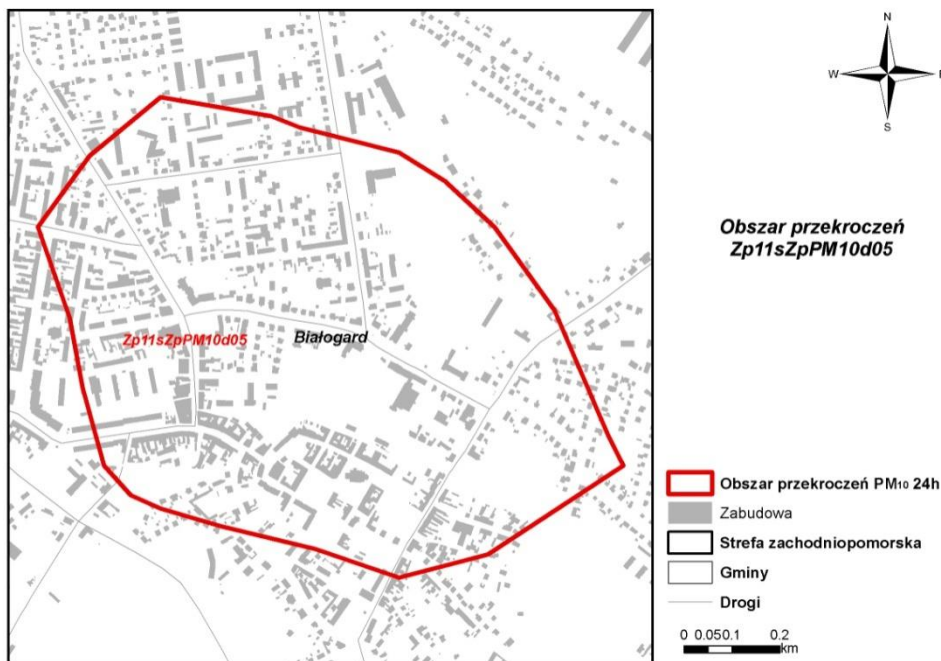 N
W
S
Obszar przekroczeń
Zp11sZpPM10d05
Zp11sZpPM10d05
Białogard
Obszar przekroczeń PM10 24h
Zabudowa
Strefa zachodniopomorska
Gminy
Drogi
0 0.050.1 0.2
km